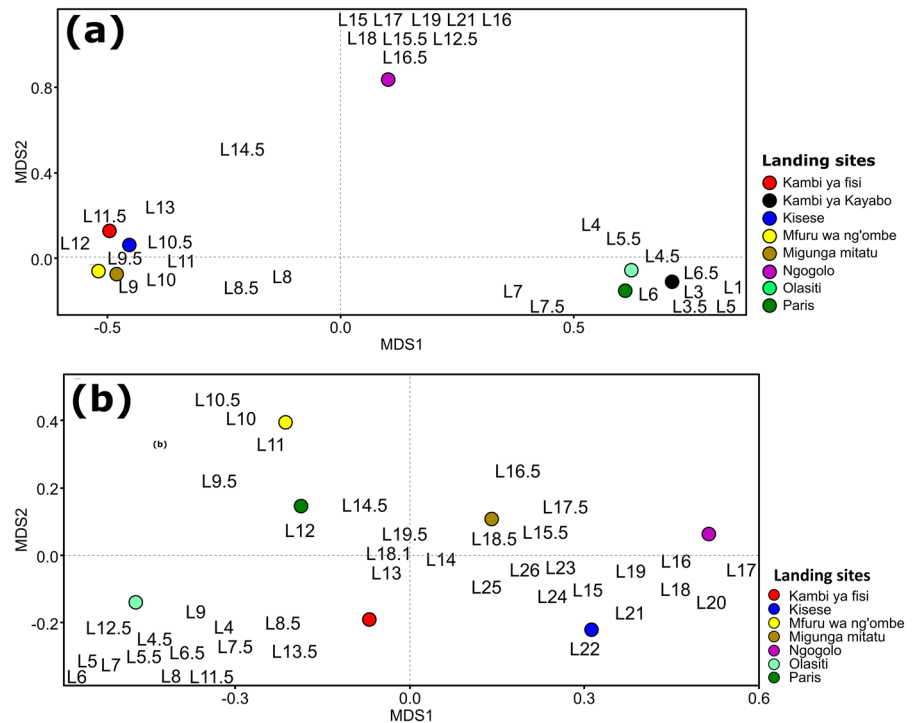 (a)
L15 L17 L19 L21 L16
L18 L15.5 L12.5
L16.5
L14.5
L13
L11.5
L12
L10.5
L9.5
L11
L10
L9
L8
L8.5
L4
L5.5
L4.5
L6.5
L7
L6
L3
L1
L7.5
L3.5
L5
0.8
0.4
0.0
MDS2
-0.5
0.0
0.5
MDS1
Landing sites
Kambi ya fisi
Kambi ya Kayabo
Kisese
Mfuru wa ng'ombe
Migunga mitatu
Ngogolo
Olasiti
Paris
(b)
L10.5
L10
L11
(b)
L9.5
L16.5
L14.5
L17.5
L12
L19.5
L18.5
L15.5
L18.1
L14
L13
L16
L26
L23
L19
L17
L25
L24
L15
L18
L20
L21
L22
L9
L12.5
L4
L8.5
L4.5
L7.5
L5.5
L6.5
L13.5
L5
L7
L6
L8
L11.5
0.4
0.2
0.0
-0.2
MDS2
-0.3
0.0
0.3
0.6
MDS1
Landing sites
Kambi ya fisi
Kisese
Mfuru wa ng'ombe
Migunga mitatu
Ngogolo
Olasiti
Paris